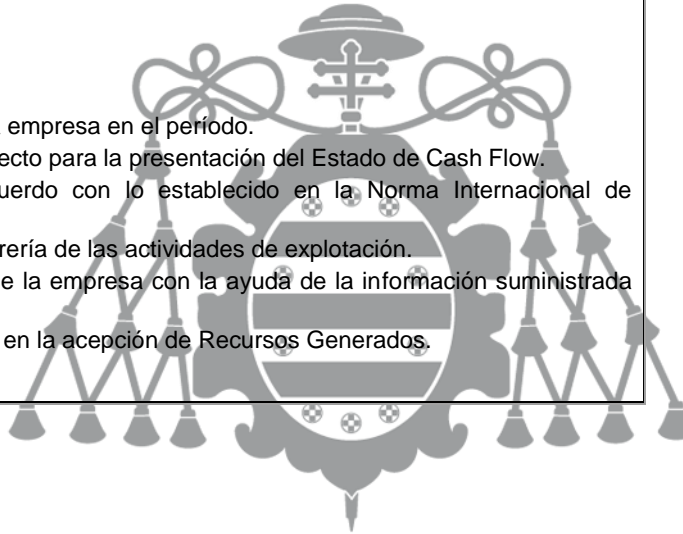 empresa en el período.
ecto para la presentación del Estado de Cash Flow.
uerdo con lo establecido en la Norma Internacional de
rería de las actividades de explotación.
e la empresa con la ayuda de la información suministrada
en la acepción de Recursos Generados.